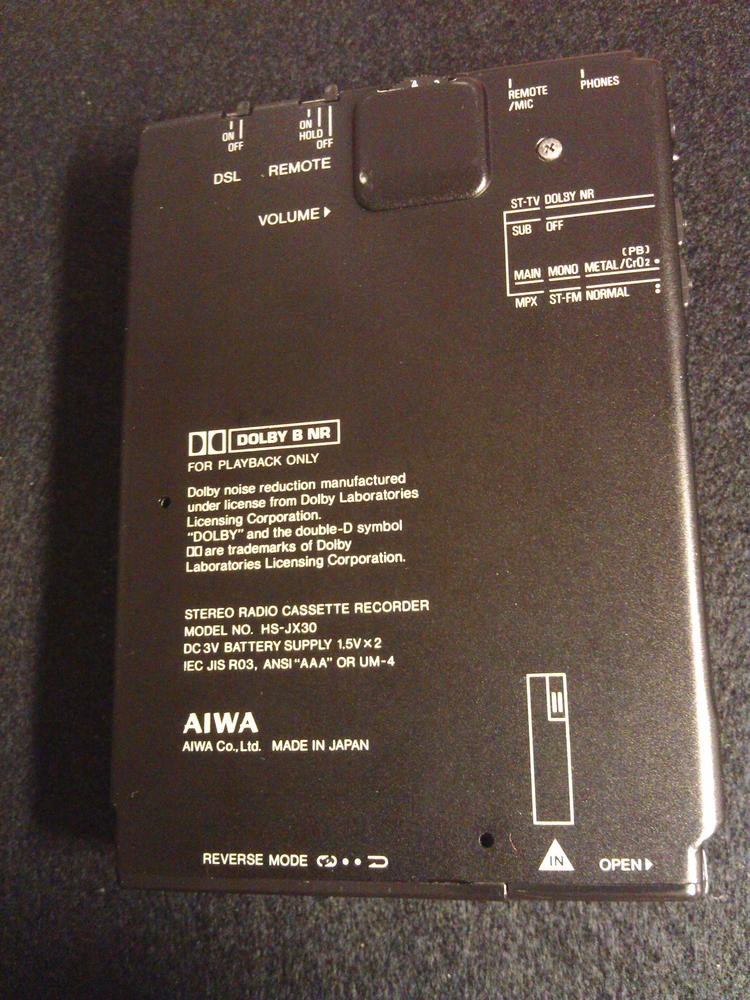 REMOTE
/MIC
PHONES
ON
OFF
DSL
ON
HOLD
OFF
REMOTE
VOLUME
ST-TV DOLBY NR
SUB OFF
(PB)
MAIN MONO METAL/CrO2
MPX ST-FM NORMAL
DOLBY B NR
FOR PLAYBACK ONLY
Dolby noise reduction manufactured
under license from Dolby Laboratories
Licensing Corporation.
"DOLBY" and the double-D symbol
are trademarks of Dolby
Laboratories Licensing Corporation.
STEREO RADIO CASSETTE RECORDER
MODEL NO. HS-JX30
DC 3V BATTERY SUPPLY 1.5V×2
IEC JIS R03, ANSI "AAA" OR UM-4
AIWA
AIWA Co., Ltd. MADE IN JAPAN
REVERSE MODE
IN
OPEN